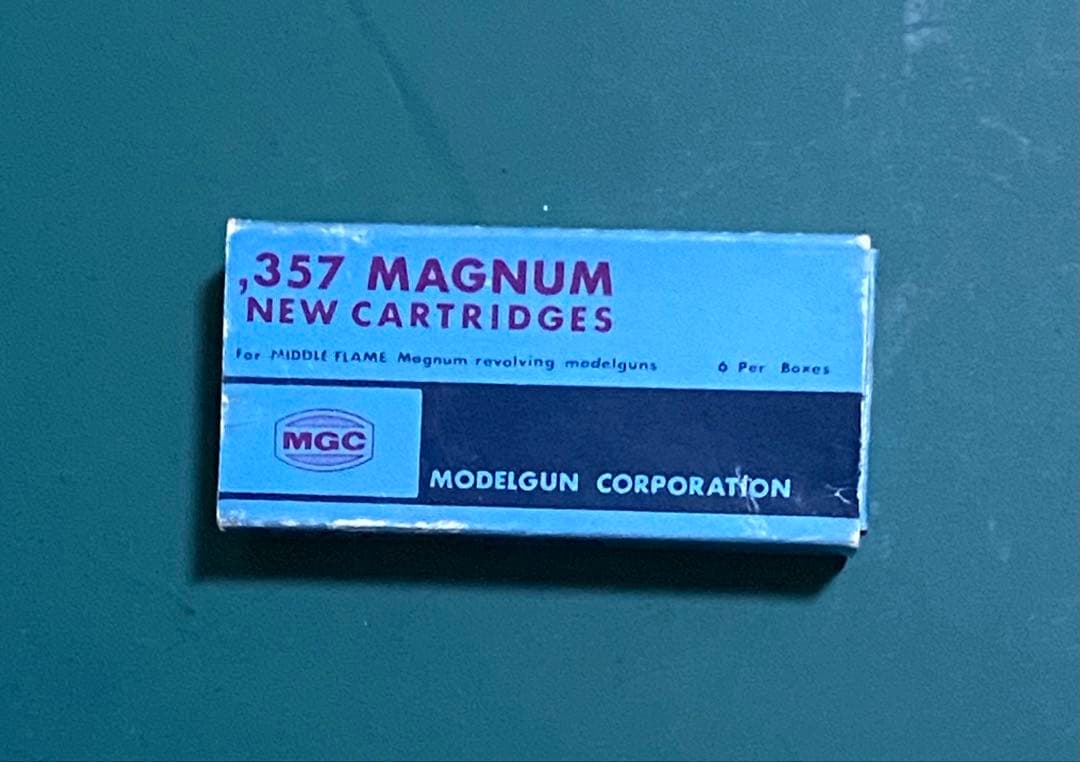 ,357 MAGNUM
NEW CARTRIDGES
For MIDDLE FLAME Magnum revolving modelguns 6 Per Boxes
MGC
MODELGUN CORPORATION